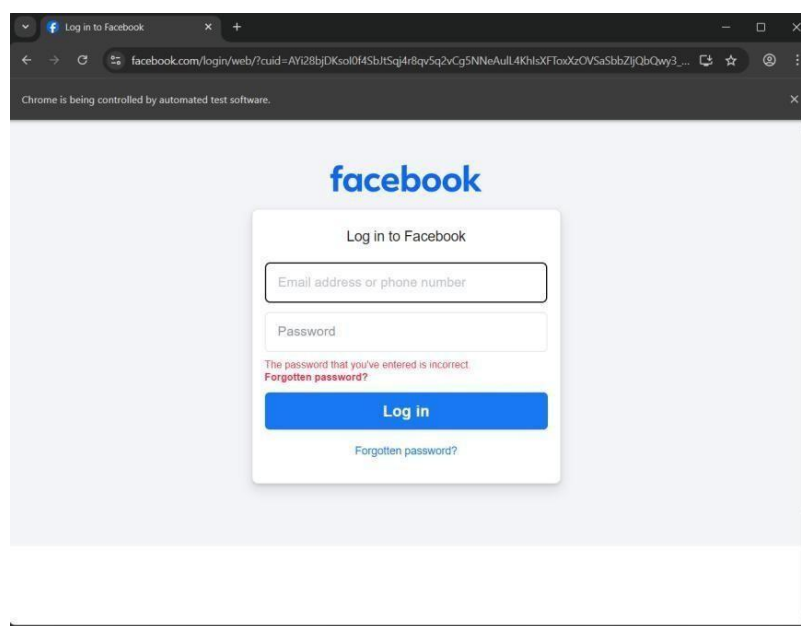 Log in to Facebook
facebook.com/login/web/?cuid=AYi28bjDKsol0f4SbJtSqj4r8qv5q2vCg5NNeAulL4KhIsXFToxXzOVSaSbbZljQbQwy3_...
Chrome is being controlled by automated test software.
facebook
Log in to Facebook
Email address or phone number
Password
The password that you've entered is incorrect.
Forgotten password?
Log in
Forgotten password?